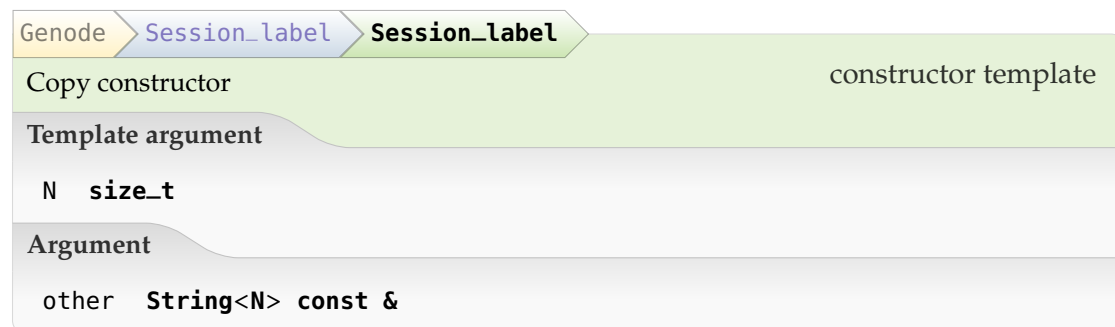 Genode Session_label Session_label
Copy constructor constructor template
Template argument
N size_t
Argument
other String<N> const &